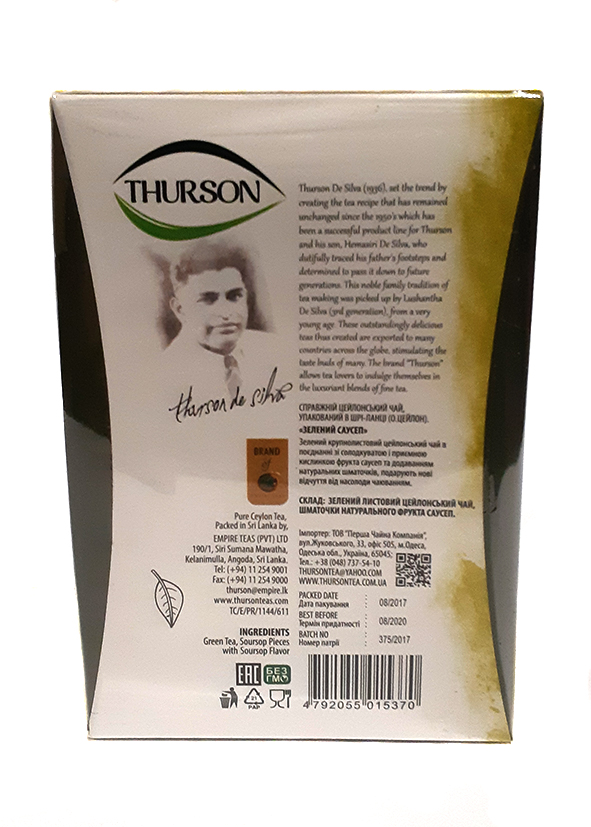 THURSON
Thurson De Silva (1936), set the trend by
creating the tea recipe that has remained
unchanged since the 1950's which has
been a successful product line for Thurson
and his son, Hemasiri De Silva, who
dutifully traced his father's footsteps and
determined to pass it down to future
generations. This noble family tradition of
tea making was picked up by Lushantha
De Silva (3rd generation), from a very
young age. These outstandingly delicious
teas thus created are exported to many
countries across the globe, stimulating the
taste buds of many. The brand "Thurson"
allows tea lovers to indulge themselves in
the luxuriant blends of fine tea.
thurson de silva
BRAND
of
СПРАВЖНІЙ ЦЕЙЛОНСЬКИЙ ЧАЙ,
УПАКОВАНИЙ В ШРІ-ЛАНЦІ (О.ЦЕЙЛОН).
«ЗЕЛЕНИЙ САУСЕП»
Зелений крупнолистовий цейлонський чай в
поєднанні зі солодкуватою і приємною
кислинкою фрукта саусеп та додаванням
натуральних шматочків, подарують нові
відчуття від насолоди чаюванням.
СКЛАД: ЗЕЛЕНИЙ ЛИСТОВИЙ ЦЕЙЛОНСЬКИЙ ЧАЙ,
ШМАТОЧКИ НАТУРАЛЬНОГО ФРУКТА САУСЕП.
Pure Ceylon Tea,
Packed in Sri Lanka by,
EMPIRE TEAS (PVT) LTD
190/1, Siri Sumana Mawatha,
Kelanimulla, Angoda, Sri Lanka.
Tel: (+94) 11 254 9001
Fax: (+94) 11 254 9000
thurson@empire.lk
www.thursonteas.com
TC/E/PR/1144/611
INGREDIENTS
Green Tea, Soursop Pieces
with Soursop Flavor
Імпортер: ТОВ "Перша Чайна Компанія",
вул.Жуковського, 33, офіс 505, м.Одеса,
Одеська обл., Україна, 65045;
Тел.: +38 (048) 737-54-10
THURSONTEA@YAHOO.COM
WWW.THURSONTEA.COM.UA
PACKED DATE :
Дата пакування : 08/2017
BEST BEFORE :
Термін придатності : 08/2020
BATCH NO :
Номер партії : 375/2017
EAC БЕЗ
ГМО
21
PAP
4 792055 015370